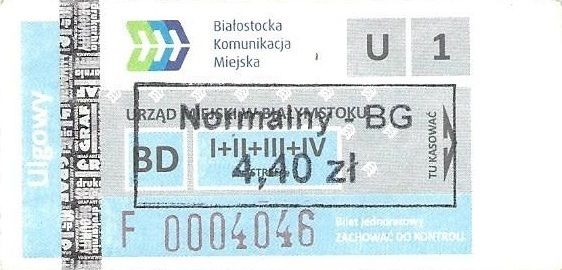 Białostocka
Komunikacja
Miejska
U 1
Ulgowy
URZĄD MIEJSKI W BIAŁYMSTOKU
Normalny BG
BD
I+II+III+IV
4,40 zł
TU KASOWAĆ
F 0004046
Bilet jednorazowy
ZACHOWAĆ DO KONTROLI